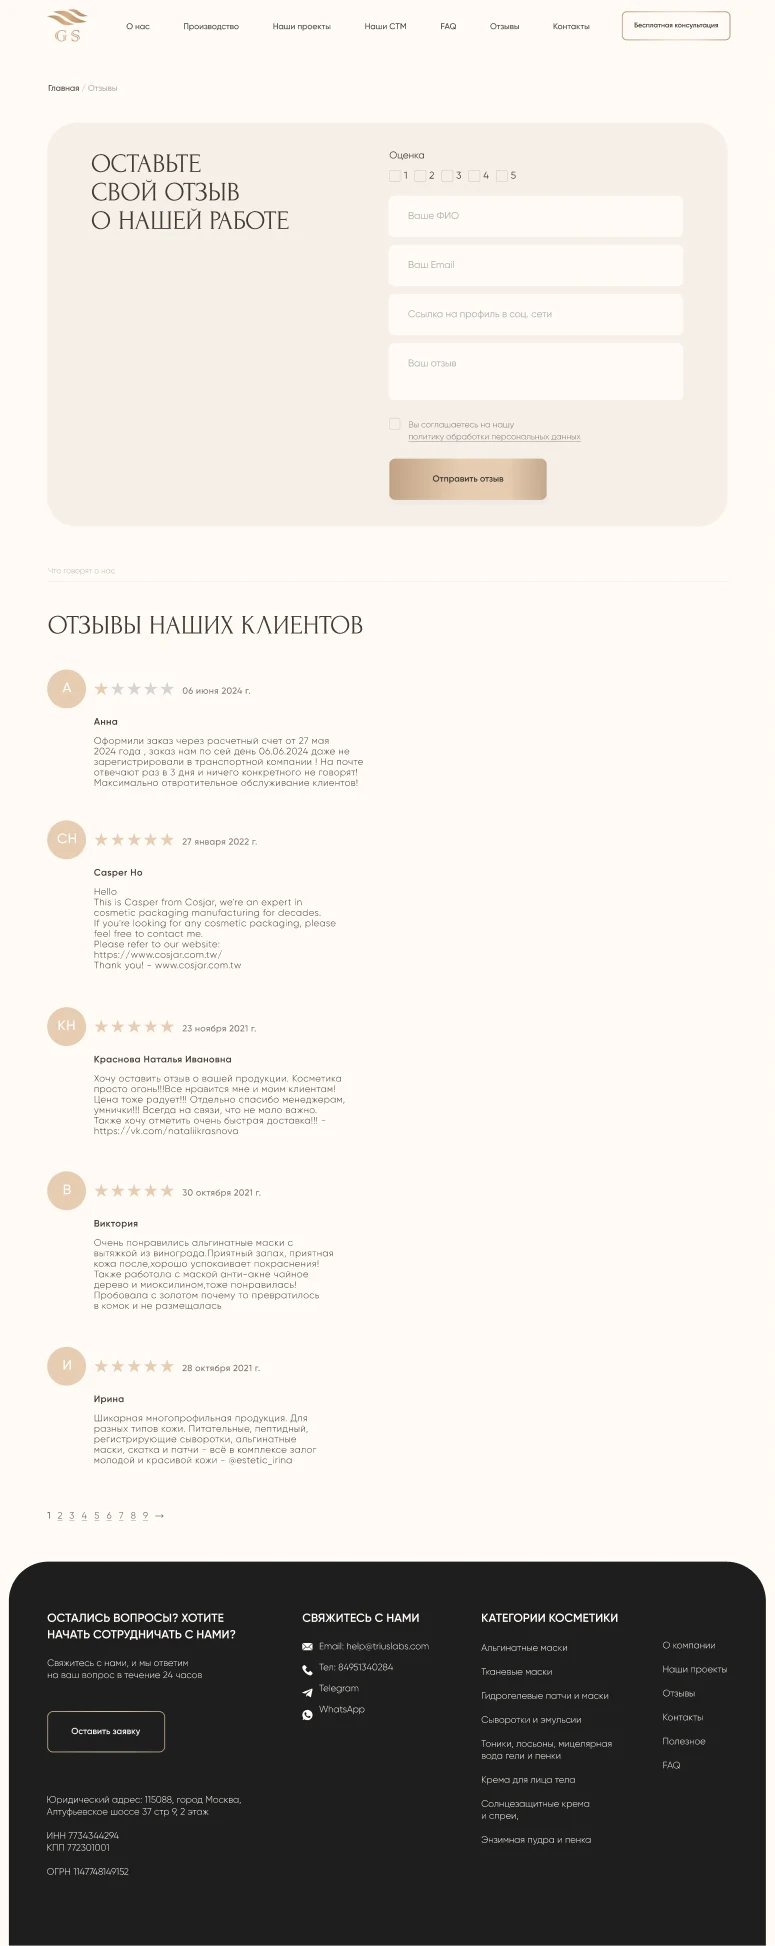 GS
О нас
Производство
Наши проекты
Наши СТМ
FAQ
Отзывы
Контакты
Бесплатная консультация
Главная / Отзывы
ОСТАВЬТЕ
СВОЙ ОТЗЫВ
О НАШЕЙ РАБОТЕ
Оценка
1 2 3 4 5
Ваше ФИО
Ваш Email
Ссылка на профиль в соц. сети
Ваш отзыв
Вы соглашаетесь на нашу
политику обработки персональных данных
Отправить отзыв
Что говорят о нас
ОТЗЫВЫ НАШИХ КЛИЕНТОВ
А
06 июня 2024 г.
Анна
Оформили заказ через расчетный счет от 27 мая
2024 года , заказ нам по сей день 06.06.2024 даже не
зарегистрировали в транспортной компании ! На почте
отвечают раз в 3 дня и ничего конкретного не говорят!
Максимально отвратительное обслуживание клиентов!
CH
27 января 2022 г.
Casper Ho
Hello
This is Casper from Cosjar, we're an expert in
cosmetic packaging manufacturing for decades.
If you're looking for any cosmetic packaging, please
feel free to contact me.
Please refer to our website:
https://www.cosjar.com.tw/
Thank you! - www.cosjar.com.tw
КН
23 ноября 2021 г.
Краснова Наталья Ивановна
Хочу оставить отзыв о вашей продукции. Косметика
просто огонь!!!Все нравится мне и моим клиентам!
Цена тоже радует!!! Отдельно спасибо менеджерам,
умнички!!! Всегда на связи, что не мало важно.
Также хочу отметить очень быстрая доставка!!! -
https://vk.com/nataliikrasnova
В
30 октября 2021 г.
Виктория
Очень понравились альгинатные маски с
вытяжкой из винограда.Приятный запах, приятная
кожа после,хорошо успокаивает покраснения!
Также работала с маской анти-акне чайное
дерево и миоксилином,тоже понравилась!
Пробовала с золотом почему то превратилось
в комок и не размещалась
И
28 октября 2021 г.
Ирина
Шикарная многопрофильная продукция. Для
разных типов кожи. Питательные, пептидный,
регистрирующие сыворотки, альгинатные
маски, скатка и патчи - всё в комплексе залог
молодой и красивой кожи - @estetic_irina
1 2 3 4 5 6 7 8 9 →
ОСТАЛИСЬ ВОПРОСЫ? ХОТИТЕ
НАЧАТЬ СОТРУДНИЧАТЬ С НАМИ?
Свяжитесь с нами, и мы ответим
на ваш вопрос в течение 24 часов
Оставить заявку
Юридический адрес: 115088, город Москва,
Алтуфьевское шоссе 37 стр 9, 2 этаж
ИНН 7734344294
КПП 772301001
ОГРН 1147748149152
СВЯЖИТЕСЬ С НАМИ
Email: help@triuslabs.com
Тел: 84951340284
Telegram
WhatsApp
КАТЕГОРИИ КОСМЕТИКИ
Альгинатные маски
Тканевые маски
Гидрогелевые патчи и маски
Сыворотки и эмульсии
Тоники, лосьоны, мицелярная
вода гели и пенки
Крема для лица тела
Солнцезащитные крема
и спреи,
Энзимная пудра и пенка
О компании
Наши проекты
Отзывы
Контакты
Полезное
FAQ